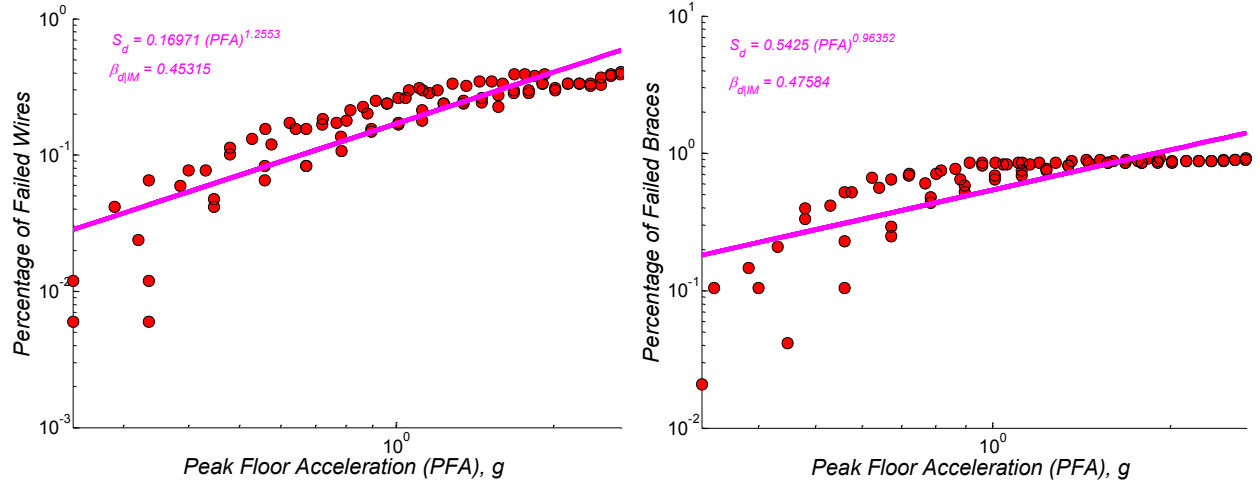 10^0
S_d = 0.16971 (PFA)^1.2553
β_d|IM = 0.45315
10^-1
10^-2
10^-3
10^0
Percentage of Failed Wires
Peak Floor Acceleration (PFA), g
10^1
S_d = 0.5425 (PFA)^0.96352
β_d|IM = 0.47584
10^0
10^-1
10^-2
10^0
Percentage of Failed Braces
Peak Floor Acceleration (PFA), g